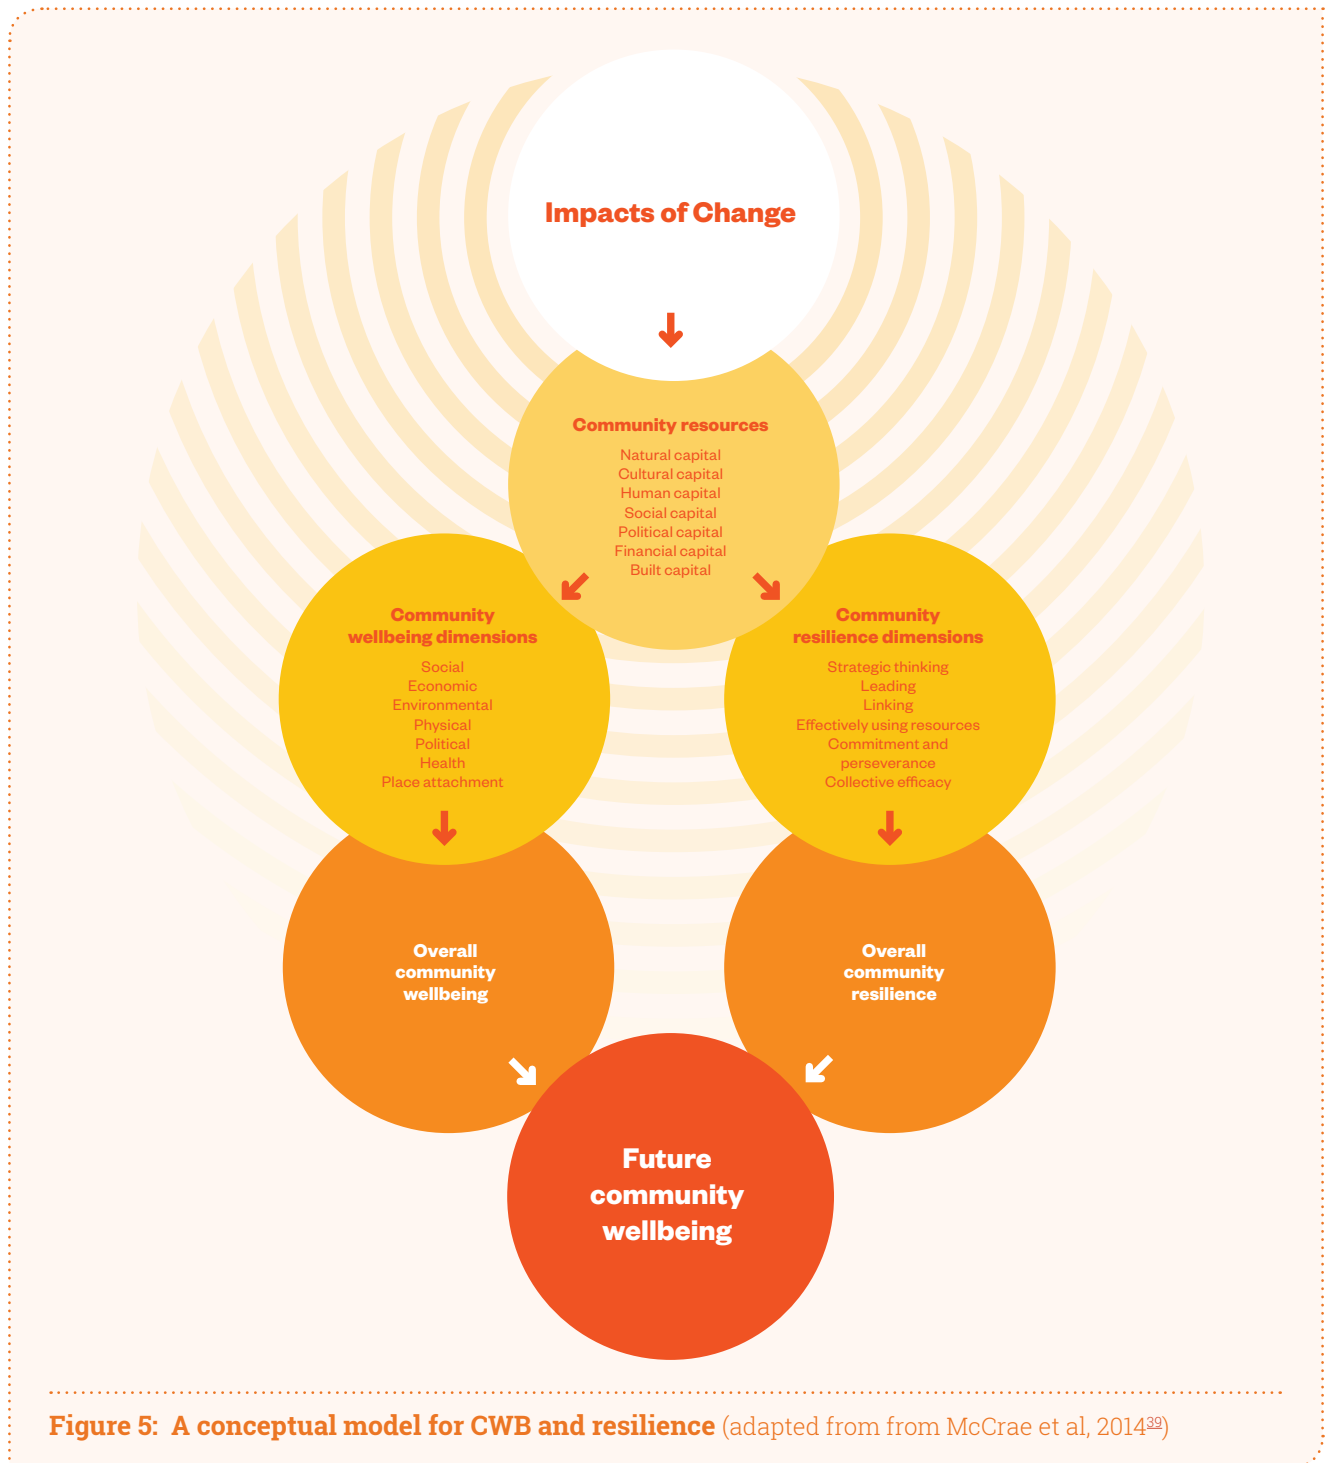 Impacts of Change
Community resources
Natural capital
Cultural capital
Human capital
Social capital
Political capital
Financial capital
Built capital
Community
wellbeing dimensions
Social
Economic
Environmental
Physical
Political
Health
Place attachment
Community
resilience dimensions
Strategic thinking
Leading
Linking
Effectively using resources
Commitment and
perseverance
Collective efficacy
Overall
community
wellbeing
Overall
community
resilience
Future
community
wellbeing
Figure 5: A conceptual model for CWB and resilience (adapted from from McCrae et al, 2014³⁹)